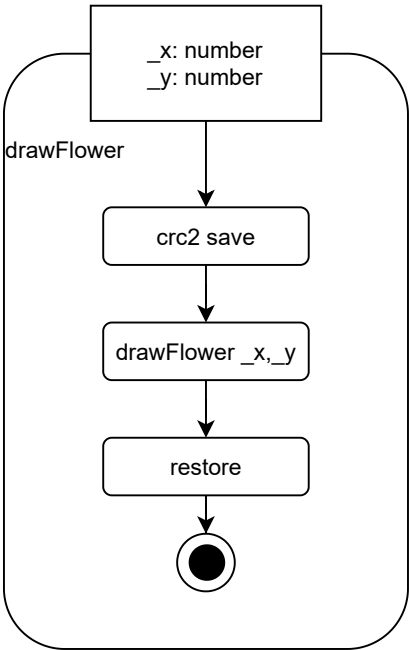 _x: number
_y: number
drawFlower
crc2 save
drawFlower _x,_y
restore